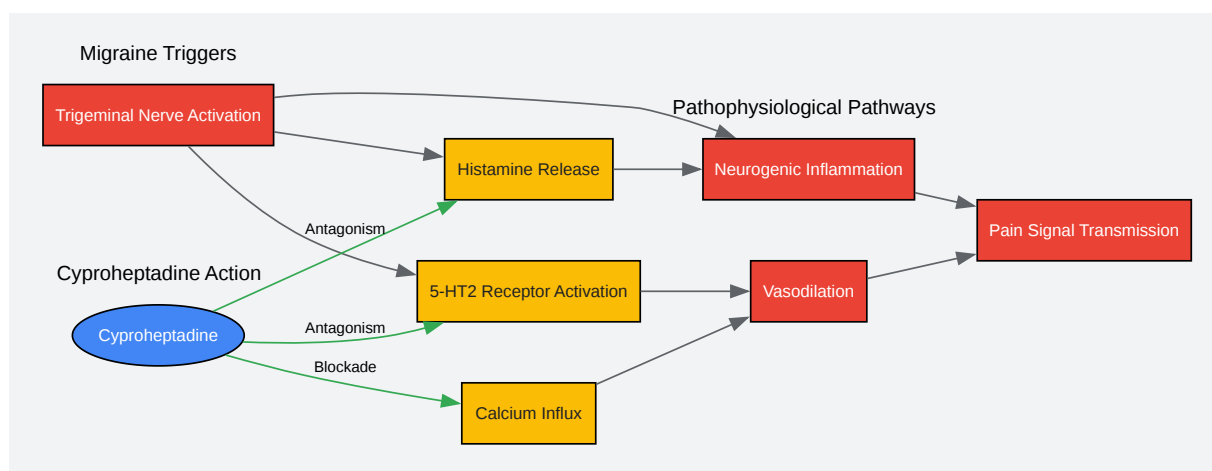 Migraine Triggers
Trigeminal Nerve Activation
Pathophysiological Pathways
Histamine Release
Neurogenic Inflammation
Antagonism
Pain Signal Transmission
Cyproheptadine Action
5-HT2 Receptor Activation
Vasodilation
Antagonism
Cyproheptadine
Blockade
Calcium Influx